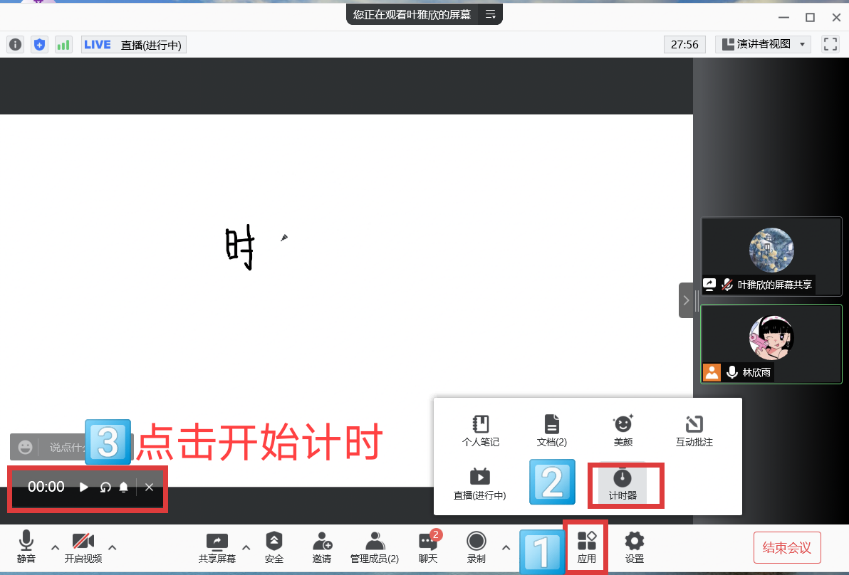 您正在观看叶雅欣的屏幕
LIVE 直播(进行中)
27:56 演讲者视图
时
叶雅欣的屏幕共享
林欣雨
说点什
3 点击开始计时
00:00
个人笔记 文档(2) 美颜 互动批注
直播(进行中) 2 计时器
静音 开启视频 共享屏幕 安全 邀请 管理成员(2) 2 聊天 录制 1 应用 设置 结束会议